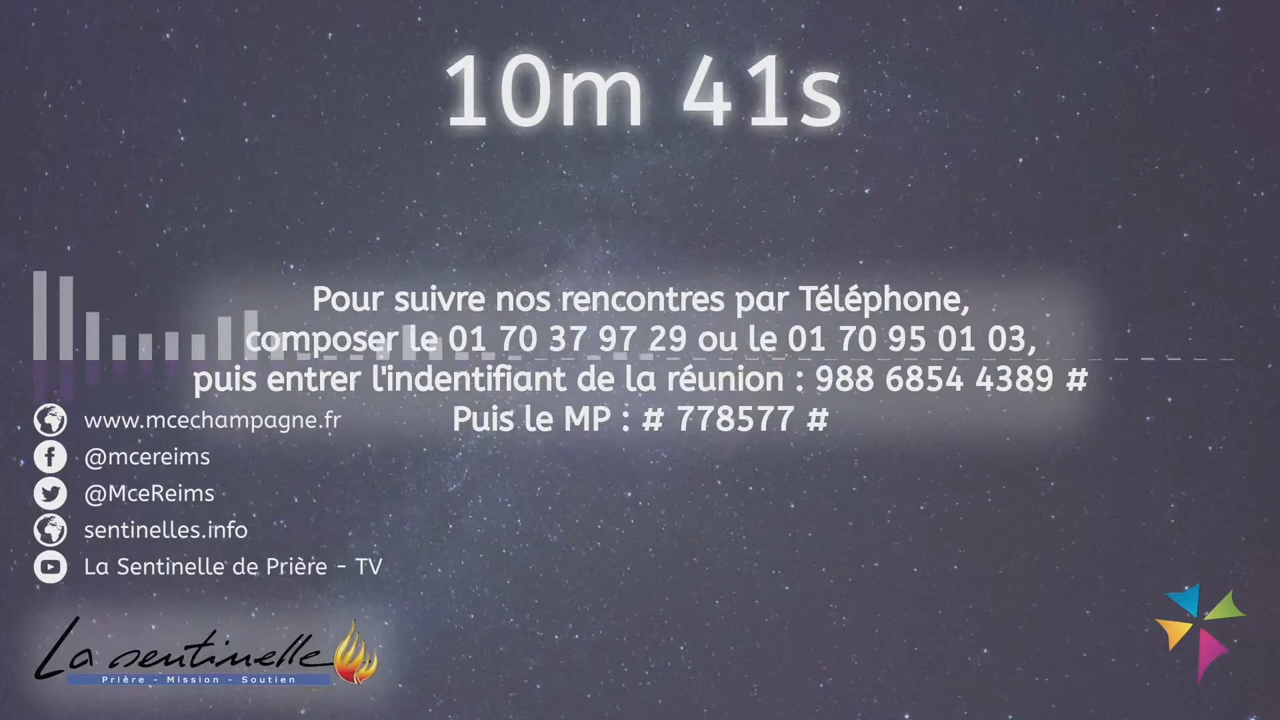 10m 41s
Pour suivre nos rencontres par Téléphone,
composer le 01 70 37 97 29 ou le 01 70 95 01 03,
puis entrer l'indentifiant de la réunion : 988 6854 4389 #
Puis le MP : # 778577 #
www.mcechampagne.fr
@mcereims
@MceReims
sentinelles.info
La Sentinelle de Prière - TV
La sentinelle
Prière - Mission - Soutien